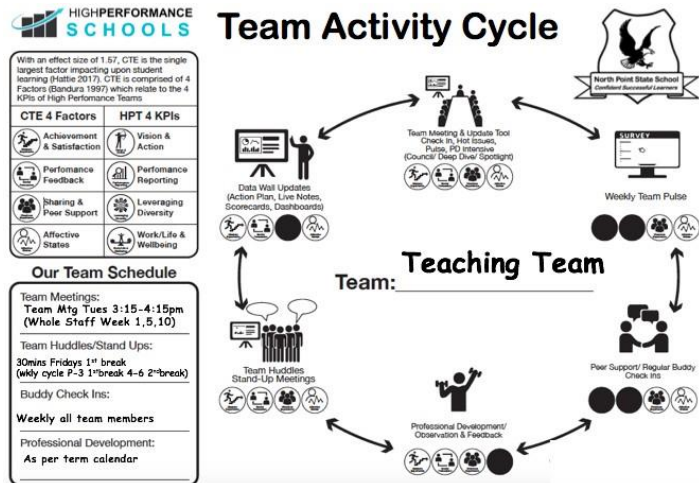 HIGHPERFORMANCE
SCHOOLS
Team Activity Cycle
North Point State School
Confident Successful Learners
With an effect size of 1.57, CTE is the single
largest factor impacting upon student
learning (Hattie 2017). CTE is comprised of 4
Factors (Bandura 1997) which relate to the 4
KPIs of High Perfomance Teams
CTE 4 Factors
HPT 4 KPIs
Achievement
& Satisfaction
Vision &
Action
Perfomance
Feedback
Perfomance
Reporting
Sharing &
Peer Support
Leveraging
Diversity
Affective
States
Work/Life &
Wellbeing
Our Team Schedule
Team Meetings:
Team Mtg Tues 3:15-4:15pm
(Whole Staff Week 1,5,10)
Team Huddles/Stand Ups:
30mins Fridays 1st break
(wkly cycle P-3 1stbreak 4-6 2ndbreak)
Buddy Check Ins:
Weekly all team members
Professional Development:
As per term calendar
Team Meeting & Update Tool
Check In, Hot Issues,
Pulse, PD Intensive
(Council/ Deep Dive/ Spotlight)
SURVEY
Weekly Team Pulse
Data Wall Updates
(Action Plan, Live Notes,
Scorecards, Dashboards)
Team: Teaching Team
Team Huddles
Stand-Up Meetings
Peer Support/ Regular Buddy
Check Ins
Professional Development/
Observation & Feedback